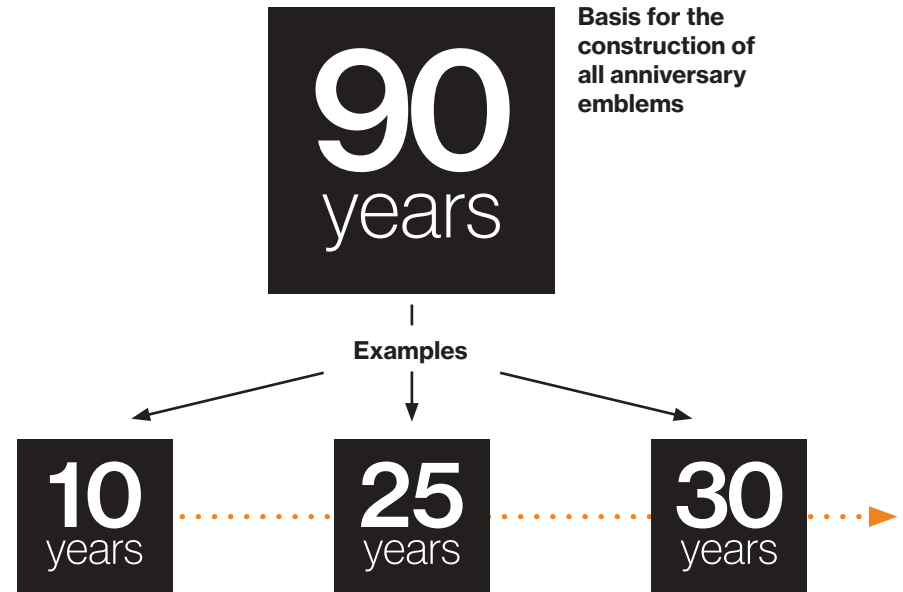 90
years
Basis for the
construction of
all anniversary
emblems
Examples
10
years
25
years
30
years